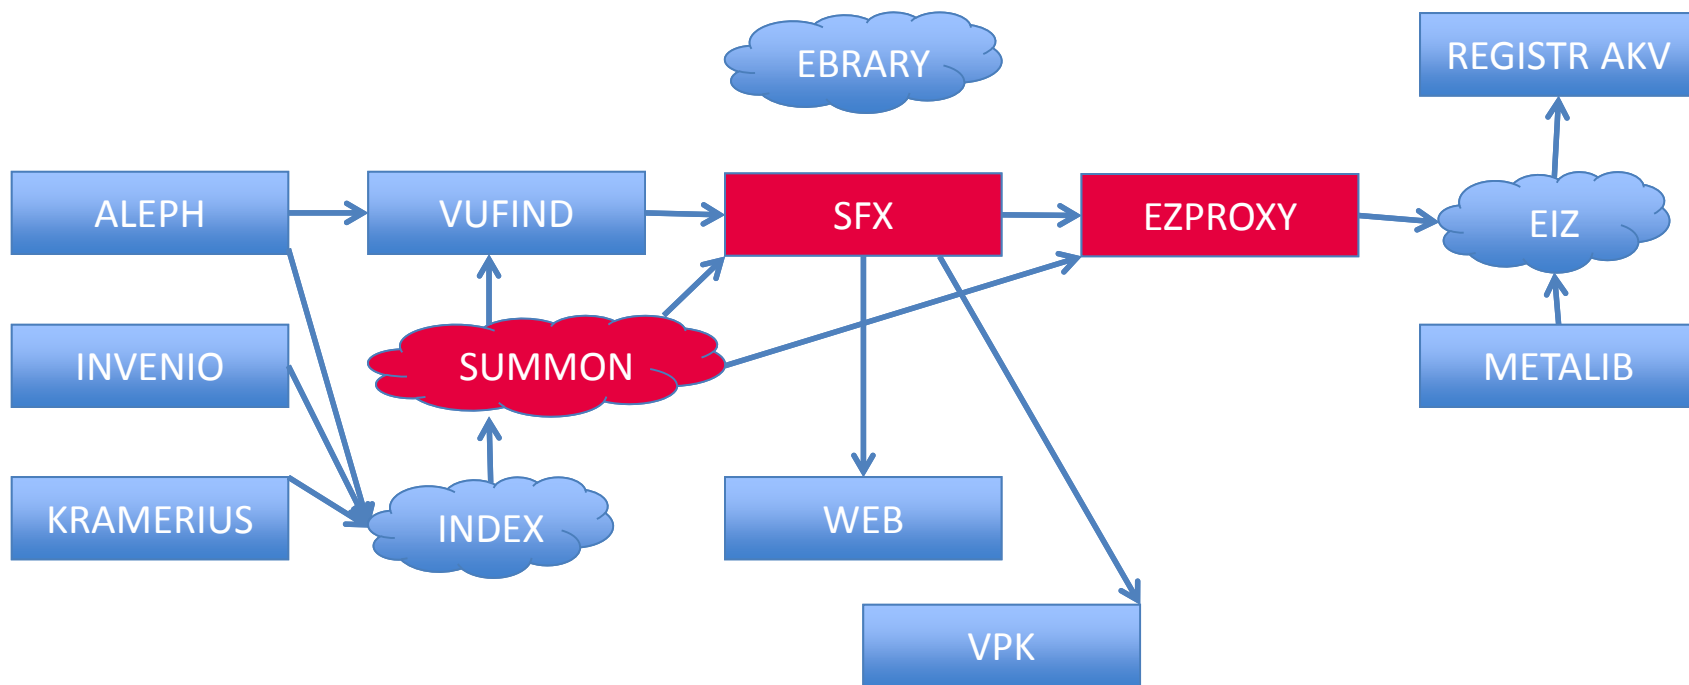 EBRARY
REGISTR AKV
ALEPH
VUFIND
SFX
EZPROXY
EIZ
INVENIO
SUMMON
METALIB
KRAMERIUS
INDEX
WEB
VPK